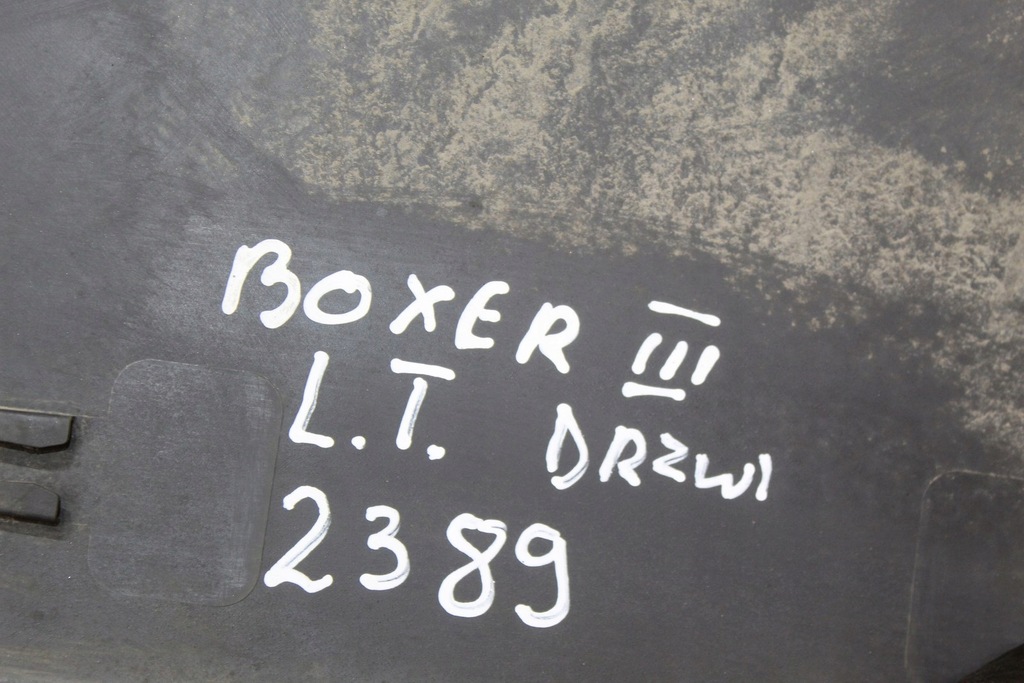 BOXER III
L.T. DRZWI
2389